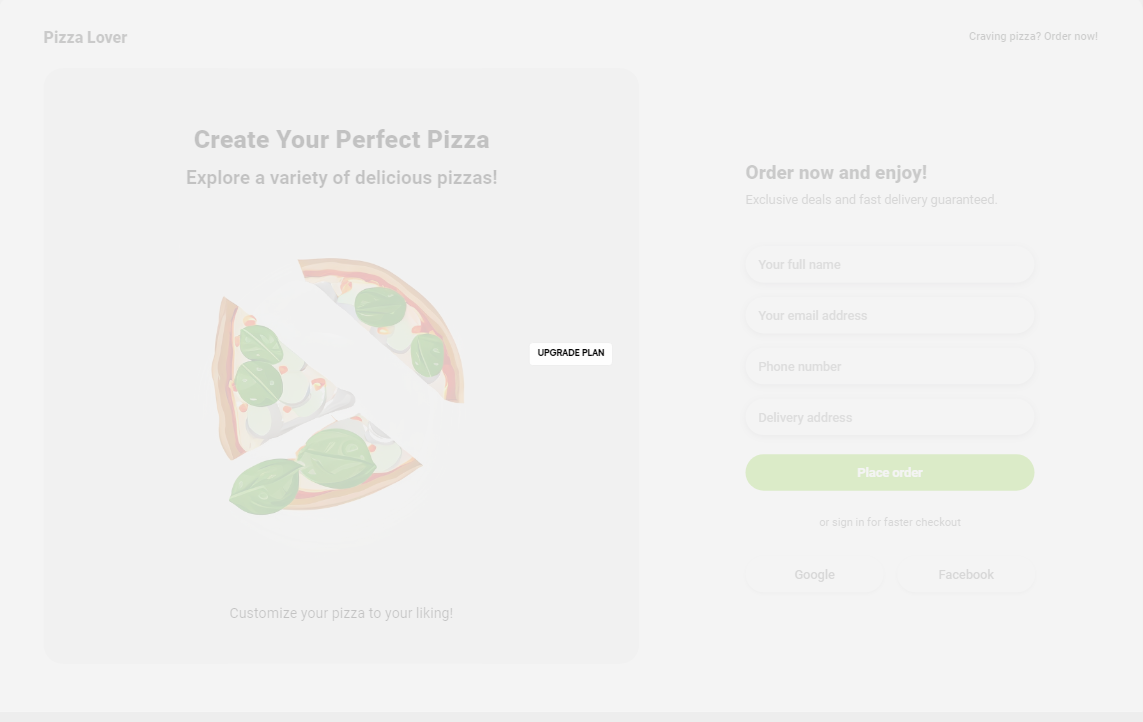 Pizza Lover
Craving pizza? Order now!
Create Your Perfect Pizza
Explore a variety of delicious pizzas!
Customize your pizza to your liking!
UPGRADE PLAN
Order now and enjoy!
Exclusive deals and fast delivery guaranteed.
Your full name
Your email address
Phone number
Delivery address
Place order
or sign in for faster checkout
Google
Facebook